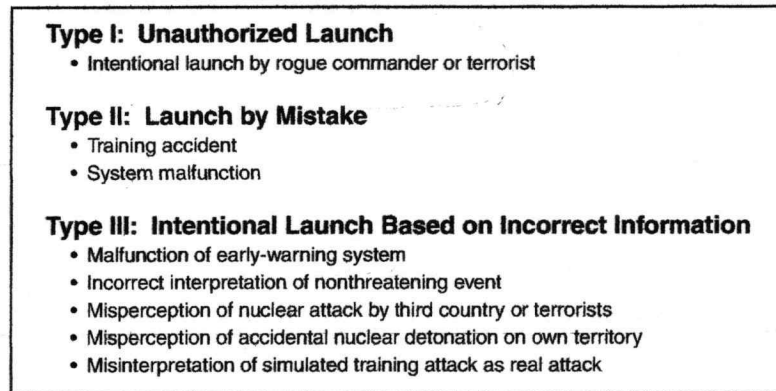 Type I: Unauthorized Launch
• Intentional launch by rogue commander or terrorist
Type II: Launch by Mistake
• Training accident
• System malfunction
Type III: Intentional Launch Based on Incorrect Information
• Malfunction of early-warning system
• Incorrect interpretation of nonthreatening event
• Misperception of nuclear attack by third country or terrorists
• Misperception of accidental nuclear detonation on own territory
• Misinterpretation of simulated training attack as real attack